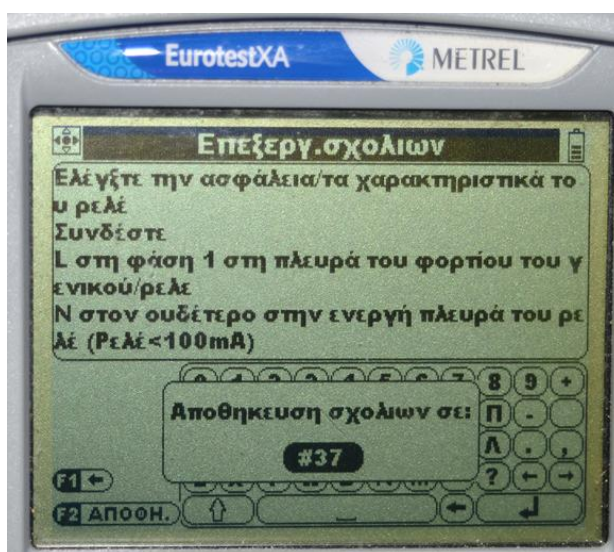 EurotestXA METREL
Επεξεργ.σχολιων
Ελέγξτε την ασφάλεια/τα χαρακτηριστικά το
υ ρελέ
Συνδέστε
L στη φάση 1 στη πλευρά του φορτίου του γ
ενικού/ρελε
Ν στον ουδέτερο στην ενεργή πλευρά του ρε
λέ (Ρελέ<100mA)
8 9 +
Π -
Αποθηκευση σχολιων σε:
#37
Λ . ,
F1 ←
? ← →
F2 ΑΠΟΘΗ.